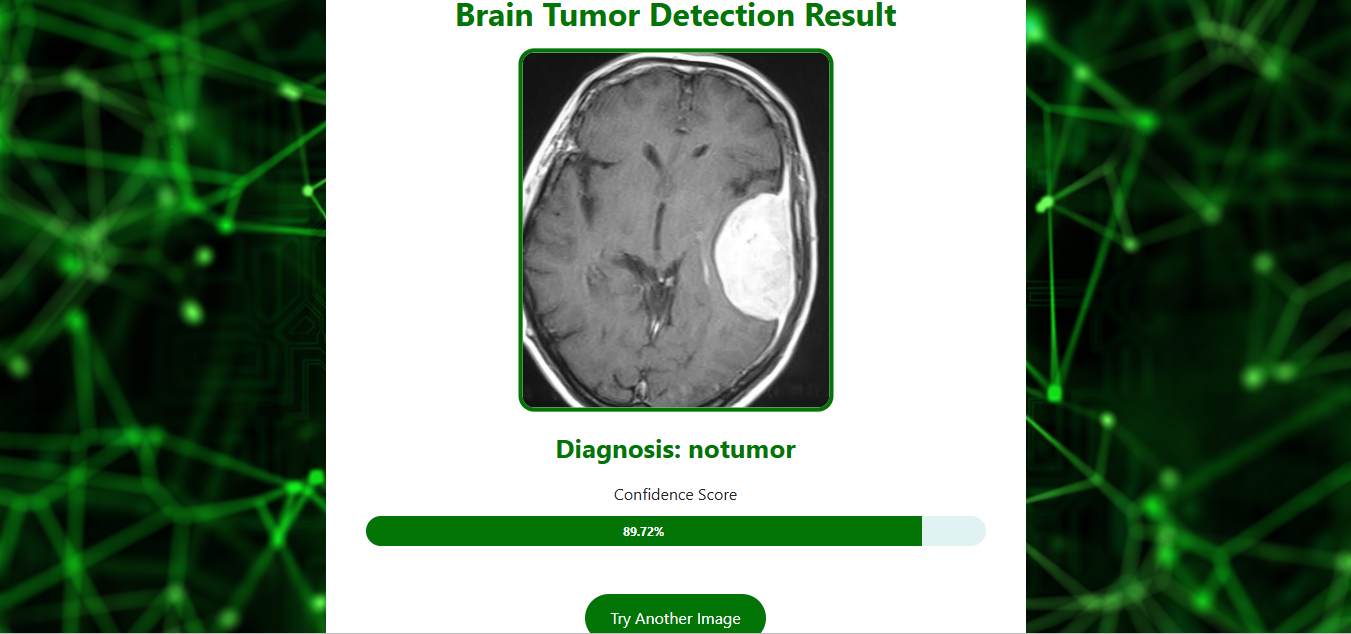 Brain Tumor Detection Result
Diagnosis: notumor
Confidence Score
89.72%
Try Another Image